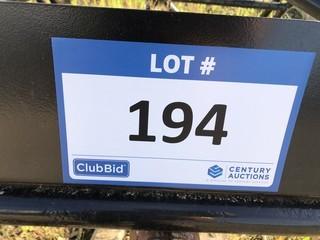 LOT #
194
ClubBid
CENTURY
AUCTIONS